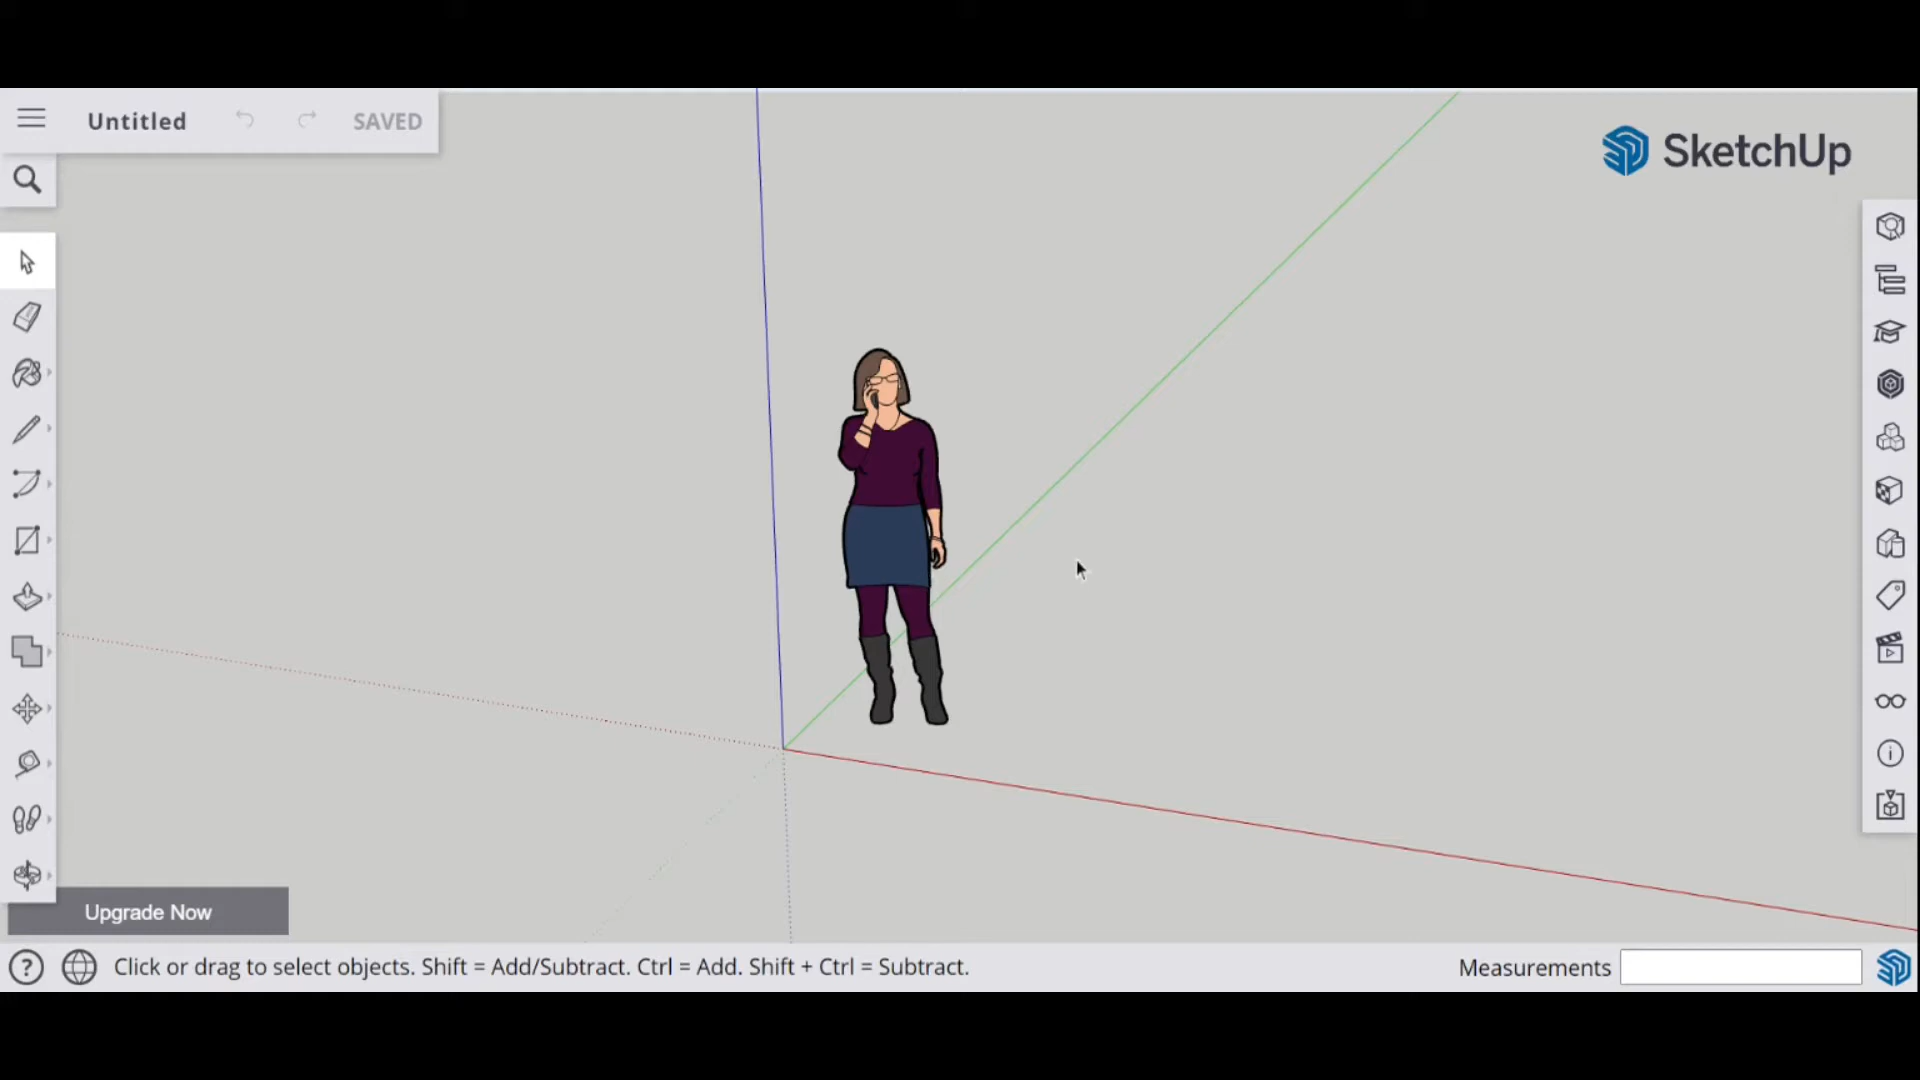 Untitled SAVED
SketchUp
Upgrade Now
? Click or drag to select objects. Shift = Add/Subtract. Ctrl = Add. Shift + Ctrl = Subtract. Measurements